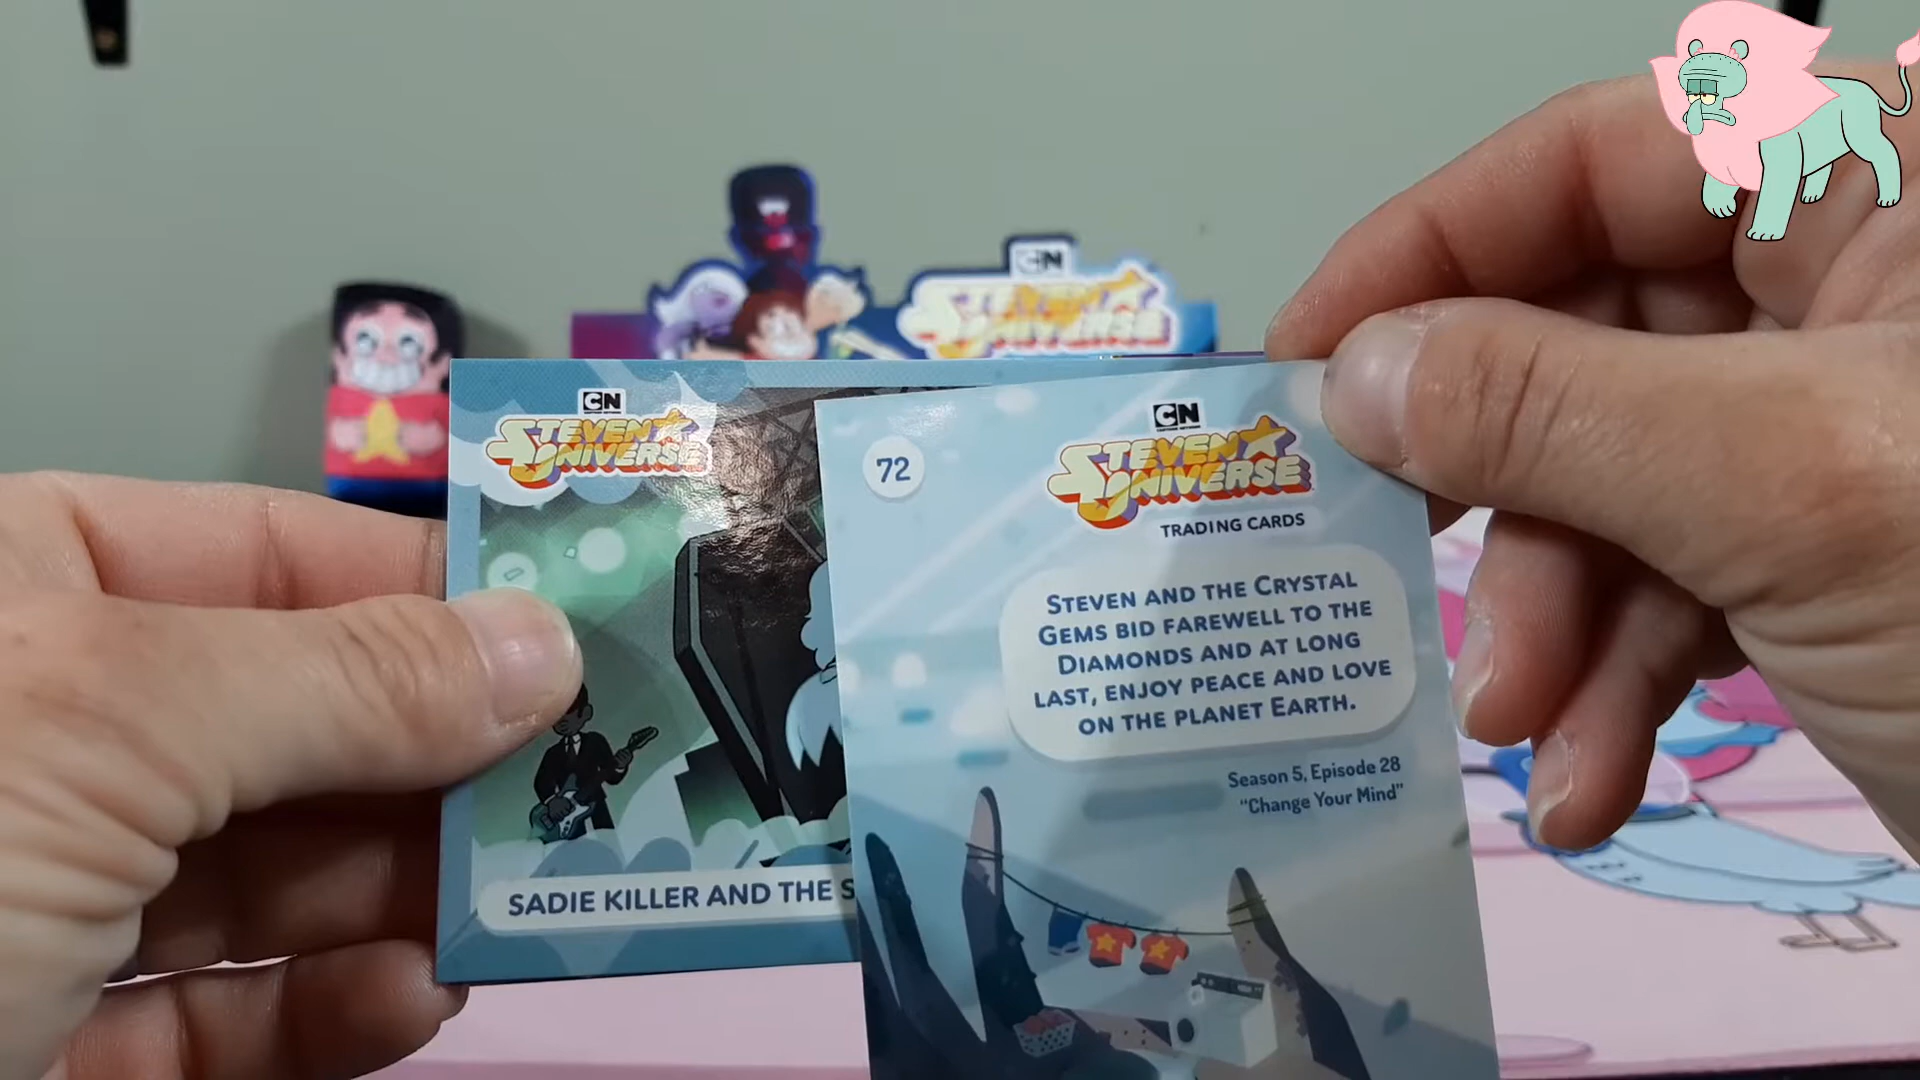 CN
STEVEN
UNIVERSE
CN
STEVEN
UNIVERSE
SADIE KILLER AND THE S
72
CN
STEVEN
UNIVERSE
TRADING CARDS
STEVEN AND THE CRYSTAL
GEMS BID FAREWELL TO THE
DIAMONDS AND AT LONG
LAST, ENJOY PEACE AND LOVE
ON THE PLANET EARTH.
Season 5, Episode 28
"Change Your Mind"